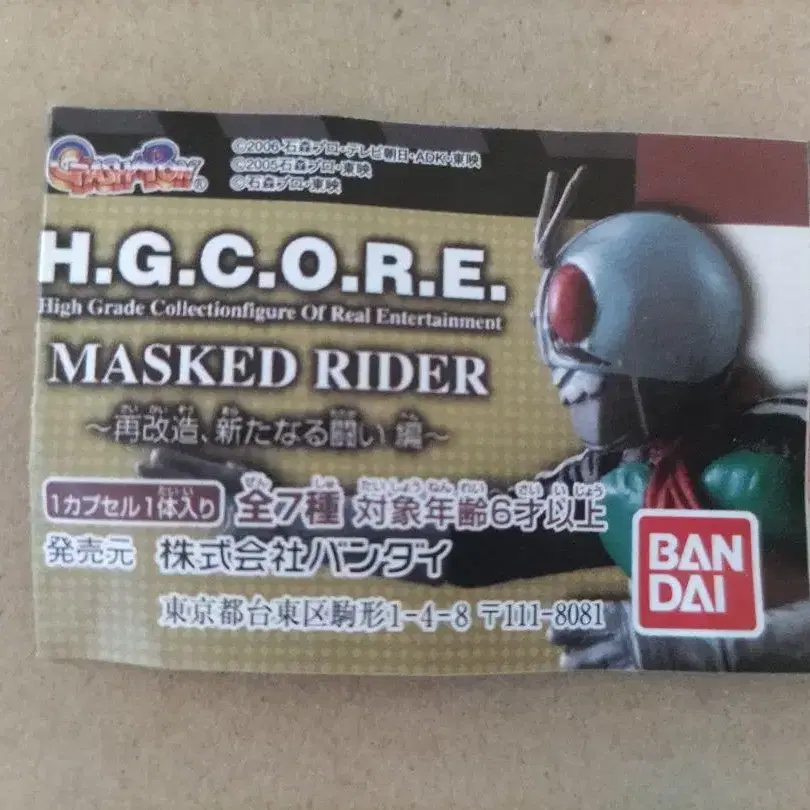 GASHAPON®
©2006 石森プロ・テレビ朝日・ADK・東映
©2005石森プロ・東映
©石森プロ・東映
H.G.C.O.R.E.
High Grade Collectionfigure Of Real Entertainment
MASKED RIDER
～再改造、新たなる闘い 編～
1カプセル1体入り 全7種 対象年齢6才以上
発売元 株式会社バンダイ
東京都台東区駒形1-4-8 〒111-8081
BAN
DAI